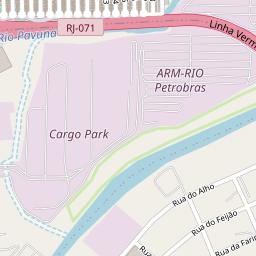 RJ-071
Rio Pavuna
Linha Verm
ARM-RIO
Petrobras
Cargo Park
Rua do Alho
Rua do Feijão
Rua da Farin